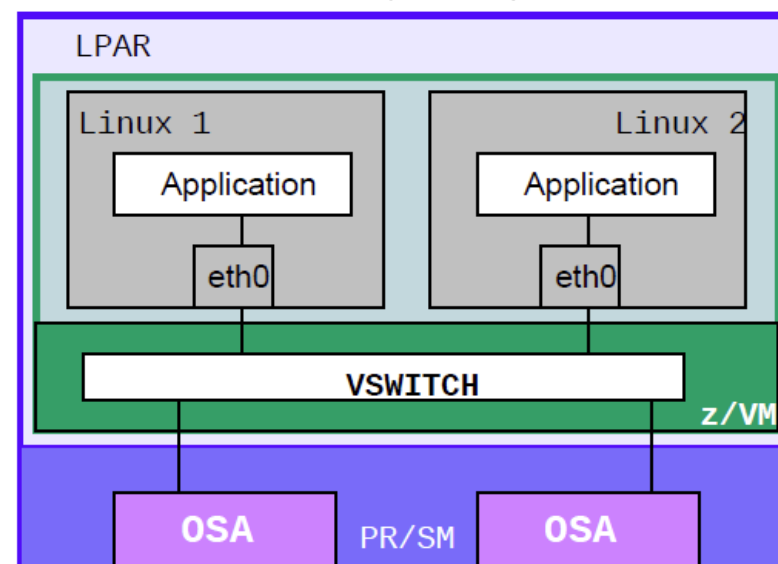 LPAR
Linux 1
Linux 2
Application
Application
eth0
eth0
VSWITCH
z/VM
OSA
PR/SM
OSA